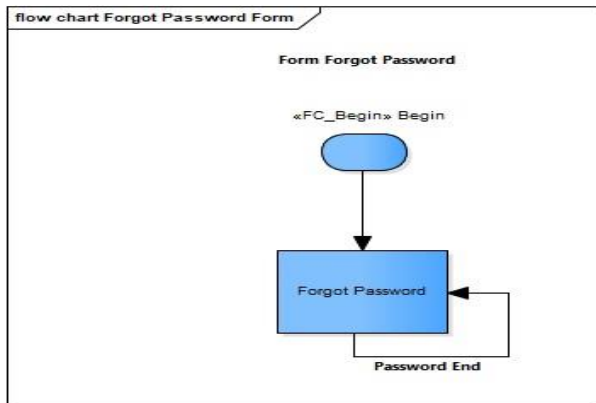 flow chart Forgot Password Form
Form Forgot Password
«FC_Begin» Begin
Forgot Password
Password End